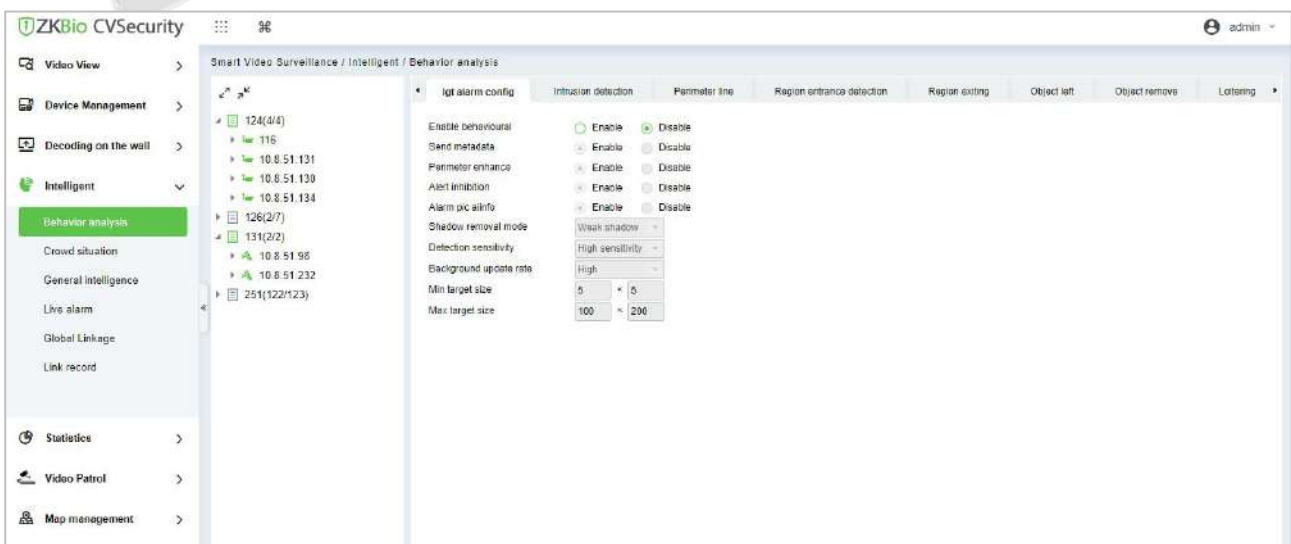 ZKBio CVSecurity
admin
Video View
Device Management
Decoding on the wall
Intelligent
Behavior analysis
Crowd situation
General intelligence
Live alarm
Global Linkage
Link record
Statistics
Video Patrol
Map management
Smart Video Surveillance / Intelligent / Behavior analysis
124(4/4)
116
10.8.51.131
10.8.51.130
10.8.51.134
126(2/7)
131(2/2)
10.8.51.98
10.8.51.232
251(122/123)
Igt alarm config Intrusion detection Perimeter line Region entrance detection Region exiting Object left Object remove Loitering
Enable behavioural Enable Disable
Send metadata Enable Disable
Perimeter enhance Enable Disable
Alert inhibition Enable Disable
Alarm pic aiinfo Enable Disable
Shadow removal mode Weak shadow
Detection sensitivity High sensitivity
Background update rate High
Min target size 5 × 5
Max target size 100 × 200